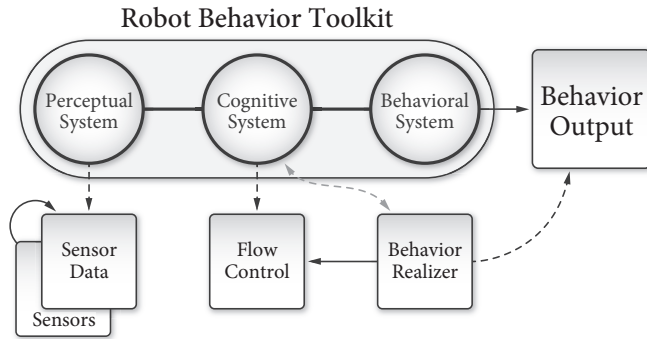 Robot Behavior Toolkit
Perceptual
System
Cognitive
System
Behavioral
System
Behavior
Output
Sensor
Data
Sensors
Flow
Control
Behavior
Realizer